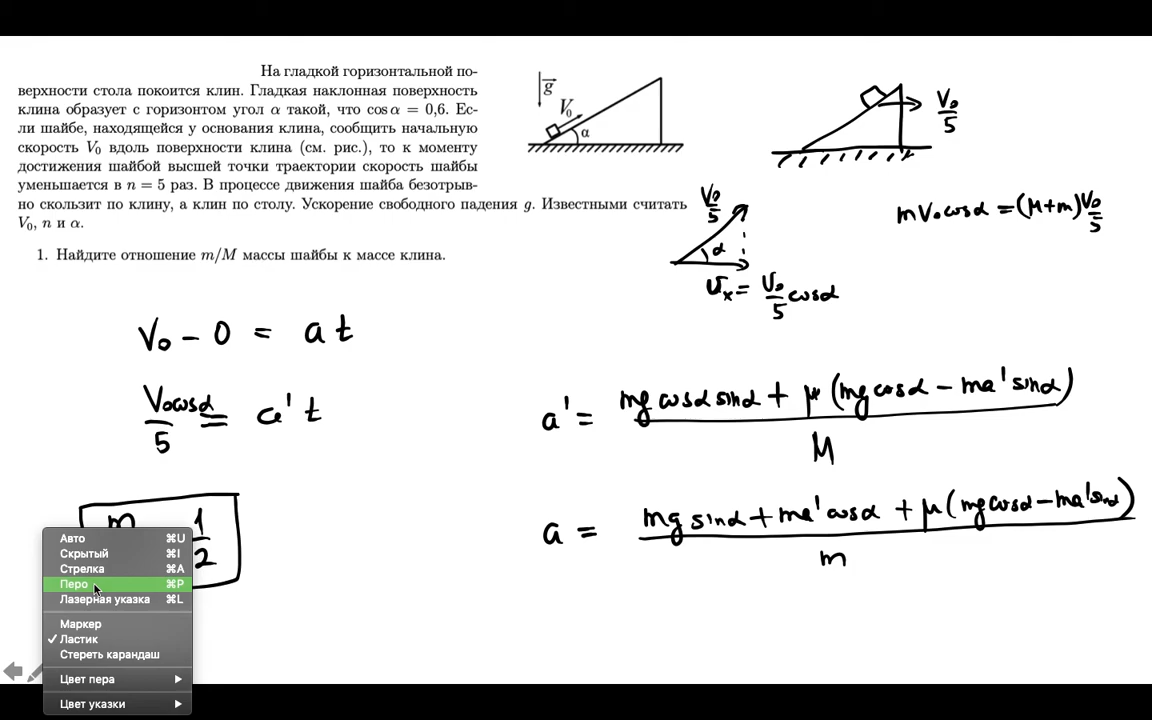 На гладкой горизонтальной по-
верхности стола покоится клин. Гладкая наклонная поверхность
клина образует с горизонтом угол α такой, что cos α = 0,6. Ес-
ли шайбе, находящейся у основания клина, сообщить начальную
скорость V₀ вдоль поверхности клина (см. рис.), то к моменту
достижения шайбой высшей точки траектории скорость шайбы
уменьшается в n = 5 раз. В процессе движения шайба безотрыв-
но скользит по клину, а клин по столу. Ускорение свободного падения g. Известными считать
V₀, n и α.
1. Найдите отношение m/M массы шайбы к массе клина.
g
V₀
α
V₀/5
mV₀cosα = (M+m)V₀/5
V₀/5
α
Vx = V₀/5 cosα
V₀ − 0 = at
V₀cosα/5 = a't
a' = mg cosα sinα + μ(mg cosα − ma' sinα) / M
a = mg sinα + ma' cosα + μ(mg cosα − ma' sinα) / m
m 1/2
Авто ⌘U
Скрытый ⌘I
Стрелка ⌘A
Перо ⌘P
Лазерная указка ⌘L
Маркер
✓ Ластик
Стереть карандаш
Цвет пера
Цвет указки